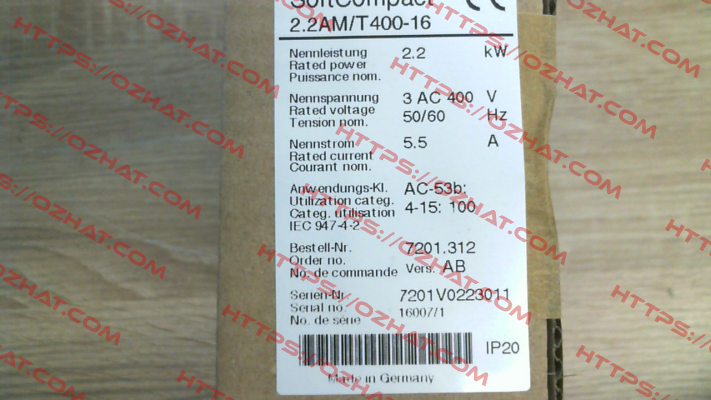 SoftCompact CE
2.2AM/T400-16
Nennleistung 2.2 kW
Rated power
Puissance nom.
Nennspannung 3 AC 400 V
Rated voltage 50/60 Hz
Tension nom.
Nennstrom 5.5 A
Rated current
Courant nom.
Anwendungs-Kl. AC-53b:
Utilization categ. 4-15: 100
Categ. utilisation
IEC 947-4-2
Bestell-Nr. 7201.312
Order no. Vers. AB
No. de commande
Serien-Nr. 7201V0223011
Serial no. 16007/1
No. de série
IP20
Made in Germany
HTTPS://OZHAT.COM